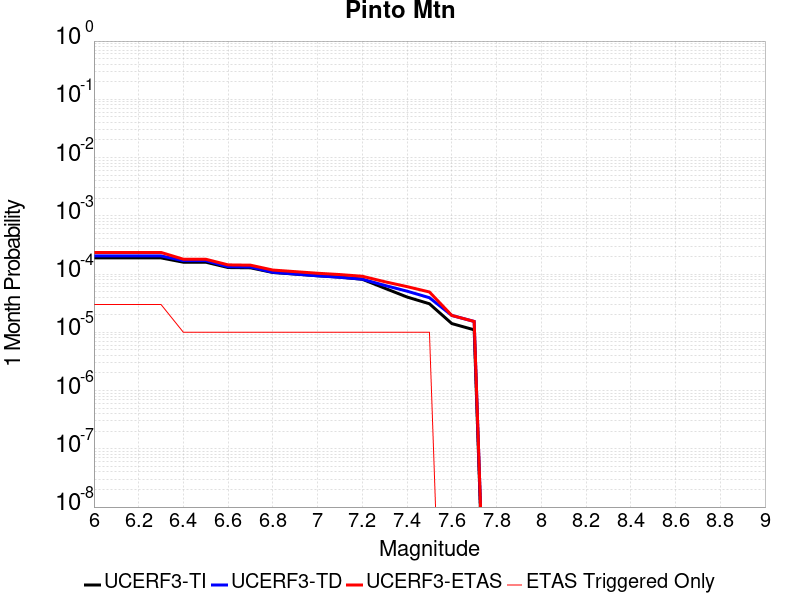 Pinto Mtn
10^0
10^-1
10^-2
10^-3
10^-4
10^-5
10^-6
10^-7
10^-8
1 Month Probability
6 6.2 6.4 6.6 6.8 7 7.2 7.4 7.6 7.8 8 8.2 8.4 8.6 8.8 9
Magnitude
UCERF3-TI UCERF3-TD UCERF3-ETAS ETAS Triggered Only